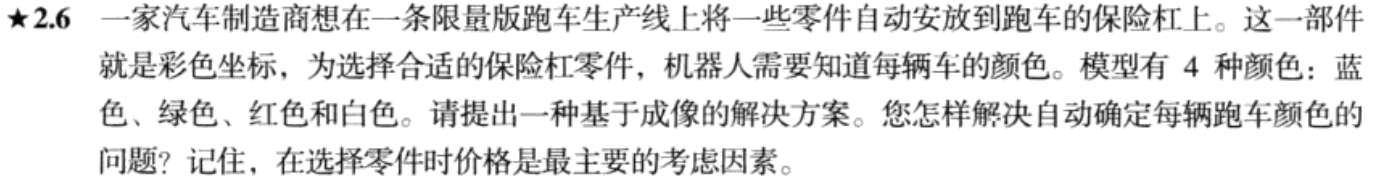 ★2.6 一家汽车制造商想在一条限量版跑车生产线上将一些零件自动安放到跑车的保险杠上。这一部件
就是彩色坐标，为选择合适的保险杠零件，机器人需要知道每辆车的颜色。模型有 4 种颜色：蓝
色、绿色、红色和白色。请提出一种基于成像的解决方案。您怎样解决自动确定每辆跑车颜色的
问题？记住，在选择零件时价格是最主要的考虑因素。